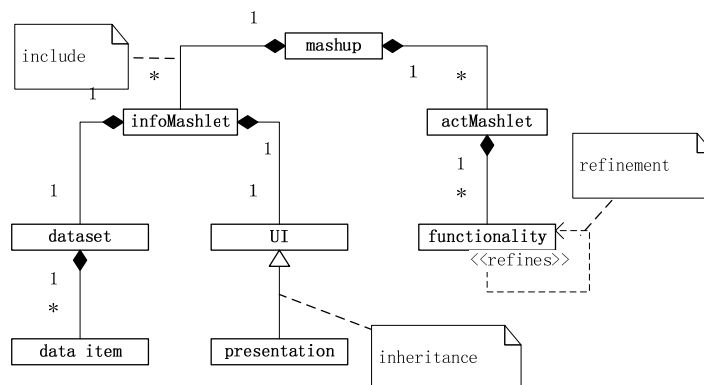 1
mashup
include
1
*
*
1
infoMashlet
actMashlet
1
1
refinement
1
1
*
dataset
UI
functionality
<<refines>>
1
*
data item
presentation
inheritance